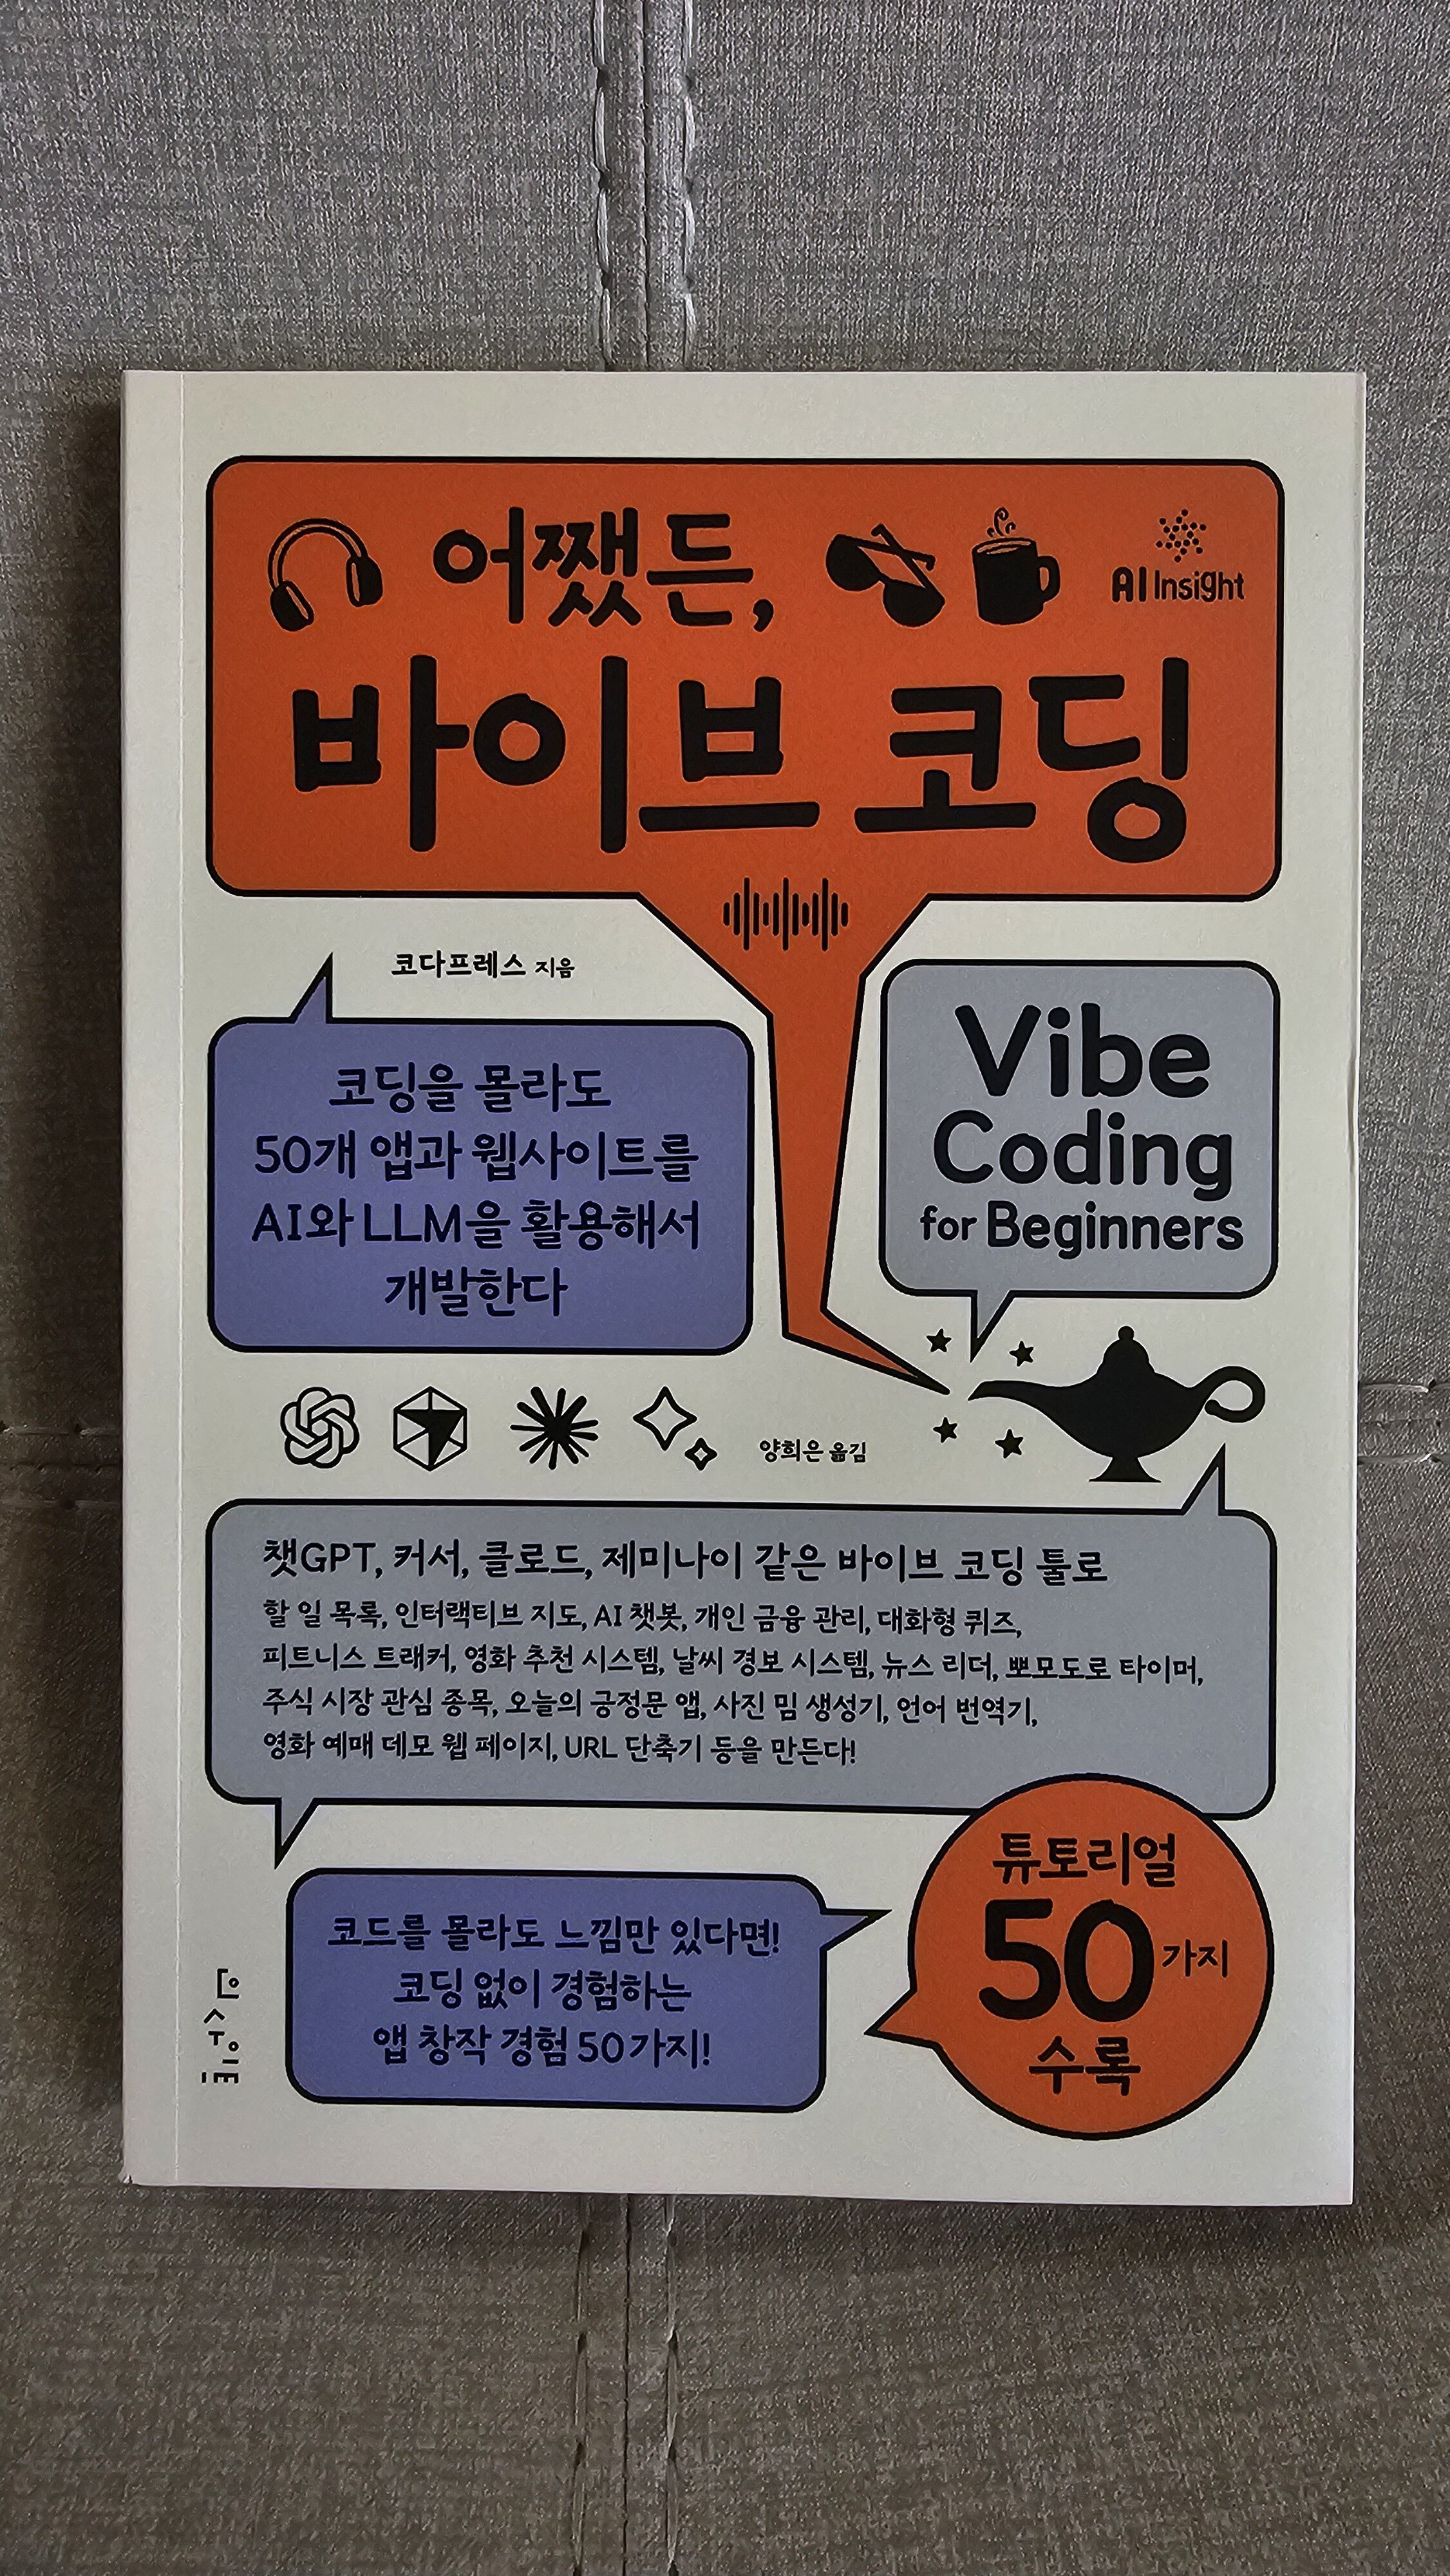 어쨌든,
AI Insight
바이브 코딩
코다프레스 지음
코딩을 몰라도
50개 앱과 웹사이트를
AI와 LLM을 활용해서
개발한다
Vibe
Coding
for Beginners
양희은 옮김
챗GPT, 커서, 클로드, 제미나이 같은 바이브 코딩 툴로
할 일 목록, 인터랙티브 지도, AI 챗봇, 개인 금융 관리, 대화형 퀴즈,
피트니스 트래커, 영화 추천 시스템, 날씨 경보 시스템, 뉴스 리더, 뽀모도로 타이머,
주식 시장 관심 종목, 오늘의 긍정문 앱, 사진 밈 생성기, 언어 번역기,
영화 예매 데모 웹 페이지, URL 단축기 등을 만든다!
튜토리얼
50가지
수록
코드를 몰라도 느낌만 있다면!
코딩 없이 경험하는
앱 창작 경험 50가지!
인사이트